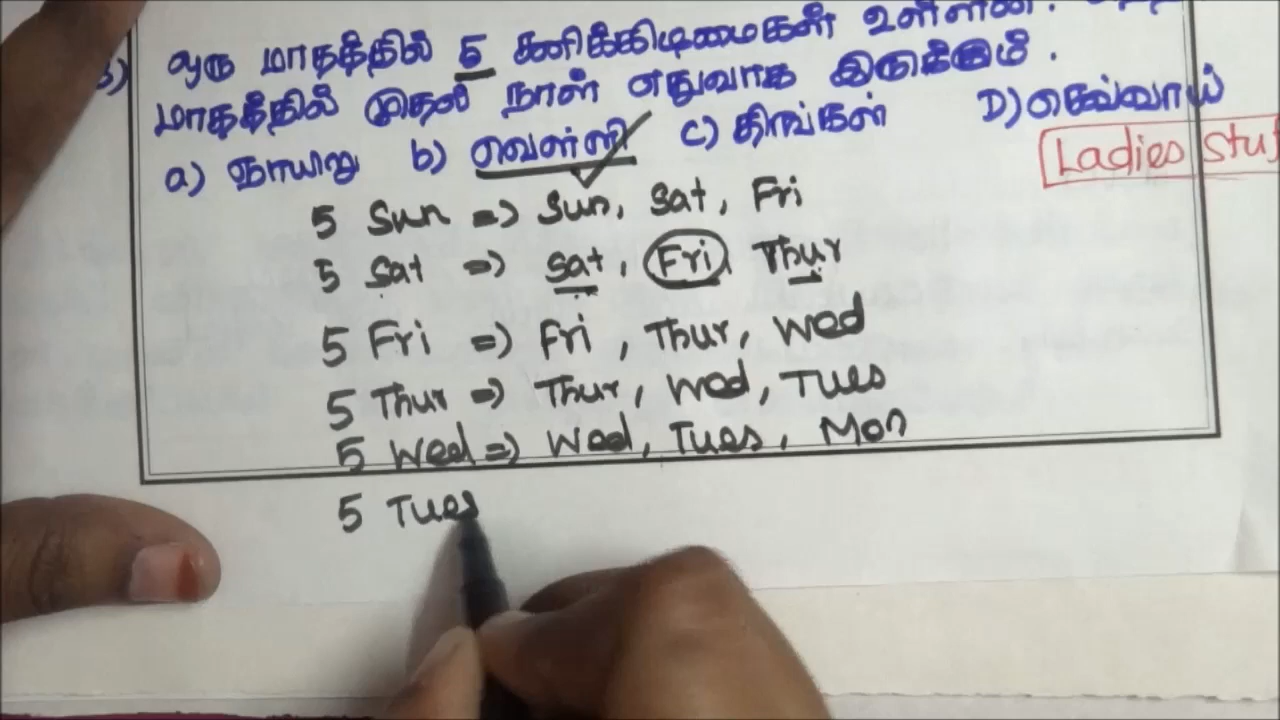 3) ஒரு மாதத்தில் 5 சனிக்கிழமைகள் உள்ளன.
மாதத்தில் முதல் நாள் எதுவாக இருக்கும்.
a) ஞாயிறு b) வெள்ளி c) திங்கள் D) செவ்வாய்
Ladies Stu
5 Sun => Sun, Sat, Fri
5 Sat => Sat, Fri, Thur
5 Fri => Fri, Thur, Wed
5 Thur => Thur, Wed, Tues
5 Wed => Wed, Tues, Mon
5 Tues